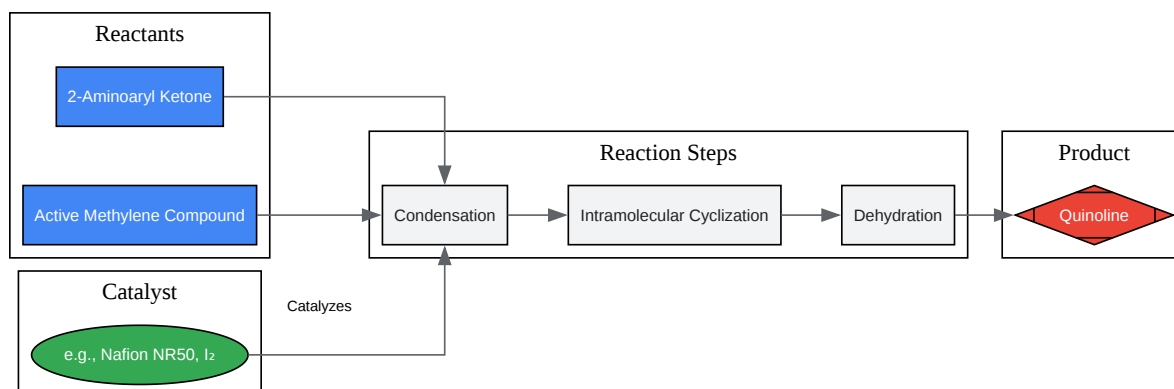 Reactants
2-Aminoaryl Ketone
Active Methylene Compound
Catalyst
e.g., Nafion NR50, I₂
Catalyzes
Reaction Steps
Condensation
Intramolecular Cyclization
Dehydration
Product
Quinoline